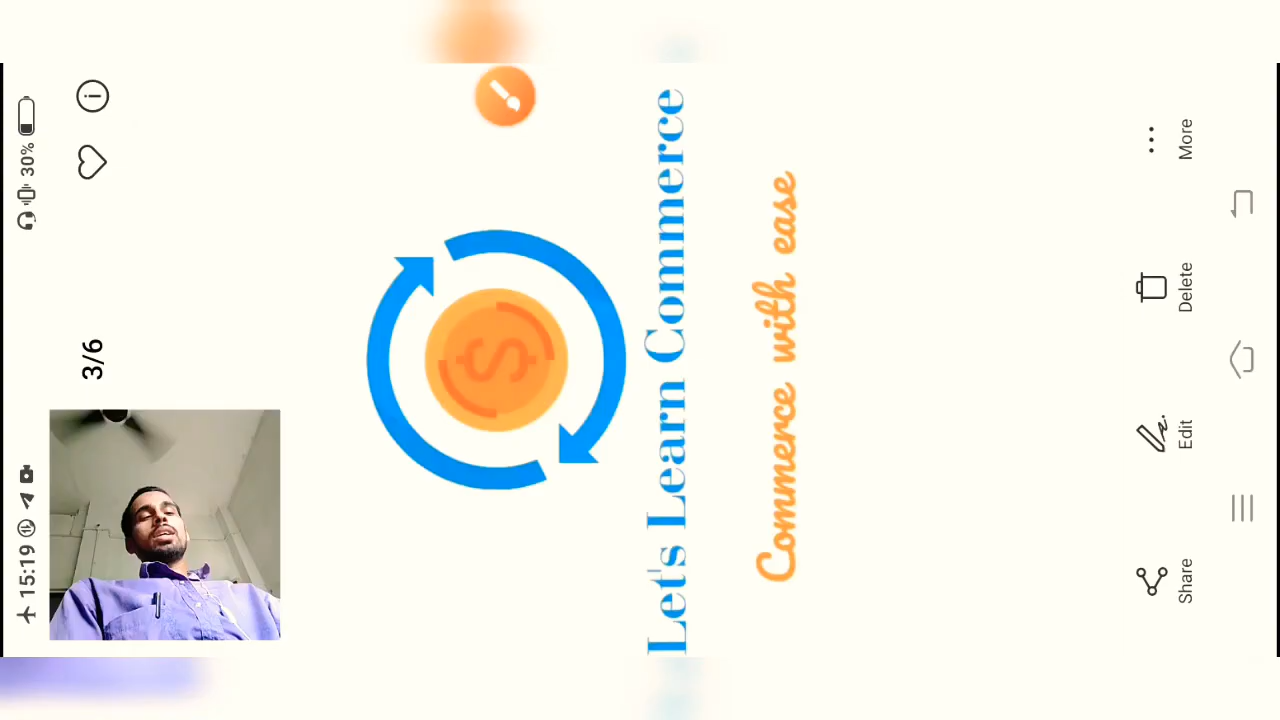 15:19
30%
3/6
$
Let's Learn Commerce
Commerce with ease
Share
Edit
Delete
More